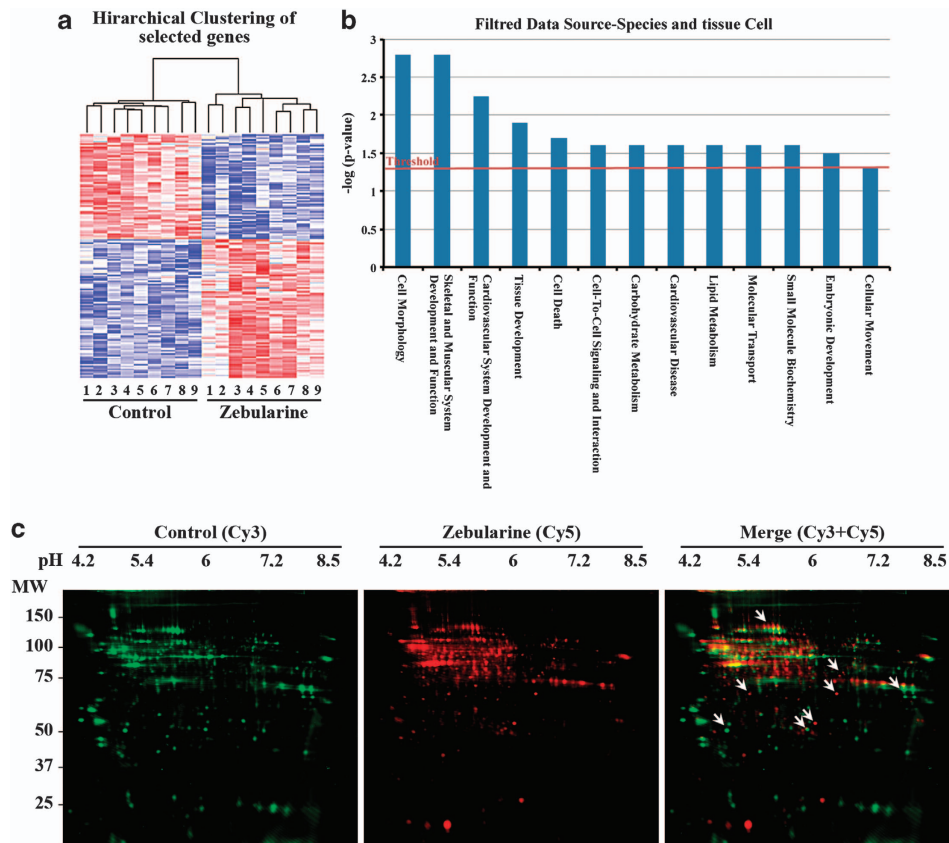 a
Hirarchical Clustering of
selected genes
1 2 3 4 5 6 7 8 9 1 2 3 4 5 6 7 8 9
Control
Zebularine
b
Filtred Data Source-Species and tissue Cell
-log (p-value)
3
2.5
2
1.5
1
0.5
0
Threshold
Cell Morphology
Skeletal and Muscular System
Development and Function
Cardiovascular System Development and
Function
Tissue Development
Cell Death
Cell-To-Cell Signaling and Interaction
Carbohydrate Metabolism
Cardiovascular Disease
Lipid Metabolism
Molecular Transport
Small Molecule Biochemistry
Embryonic Development
Cellular Movement
c
Control (Cy3)
Zebularine (Cy5)
Merge (Cy3+Cy5)
pH
4.2 5.4 6 7.2 8.5
4.2 5.4 6 7.2 8.5
4.2 5.4 6 7.2 8.5
MW
150
100
75
50
37
25